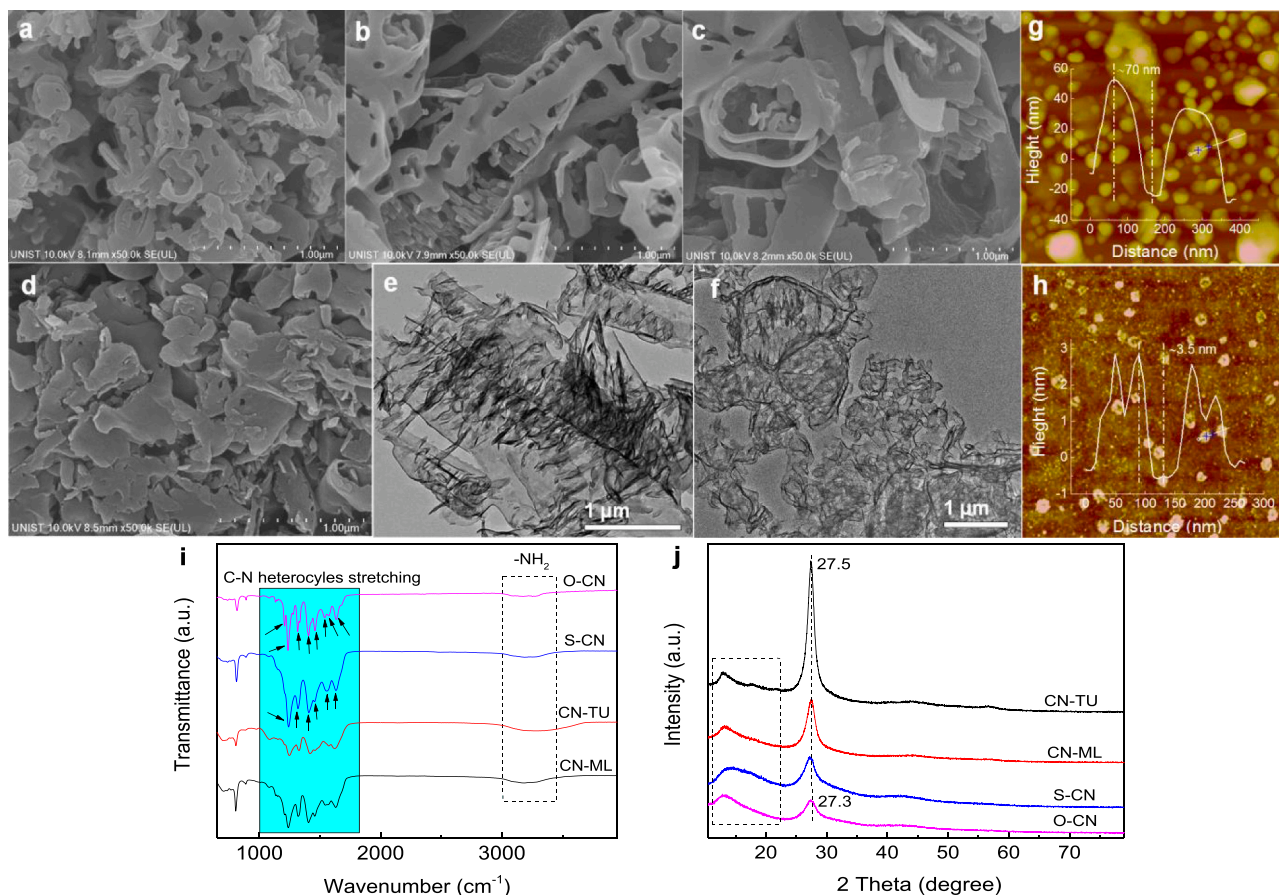 a
UNIST 10.0kV 8.1mm x50.0k SE(UL) 1.00μm
b
UNIST 10.0kV 7.9mm x50.0k SE(UL) 1.00μm
c
UNIST 10.0kV 8.2mm x50.0k SE(UL) 1.00μm
g
~70 nm
Hieght (nm)
60
40
20
0
-20
-40
0 100 200 300 400
Distance (nm)
d
UNIST 10.0kV 8.5mm x50.0k SE(UL) 1.00μm
e
1 μm
f
1 μm
h
~3.5 nm
Hieght (nm)
3
2
1
0
-1
0 50 100 150 200 250 300
Distance (nm)
i
C-N heterocyles stretching
-NH2
O-CN
S-CN
CN-TU
CN-ML
Transmittance (a.u.)
1000 2000 3000
Wavenumber (cm-1)
j
27.5
CN-TU
CN-ML
S-CN
27.3
O-CN
Intensity (a.u.)
20 30 40 50 60 70
2 Theta (degree)